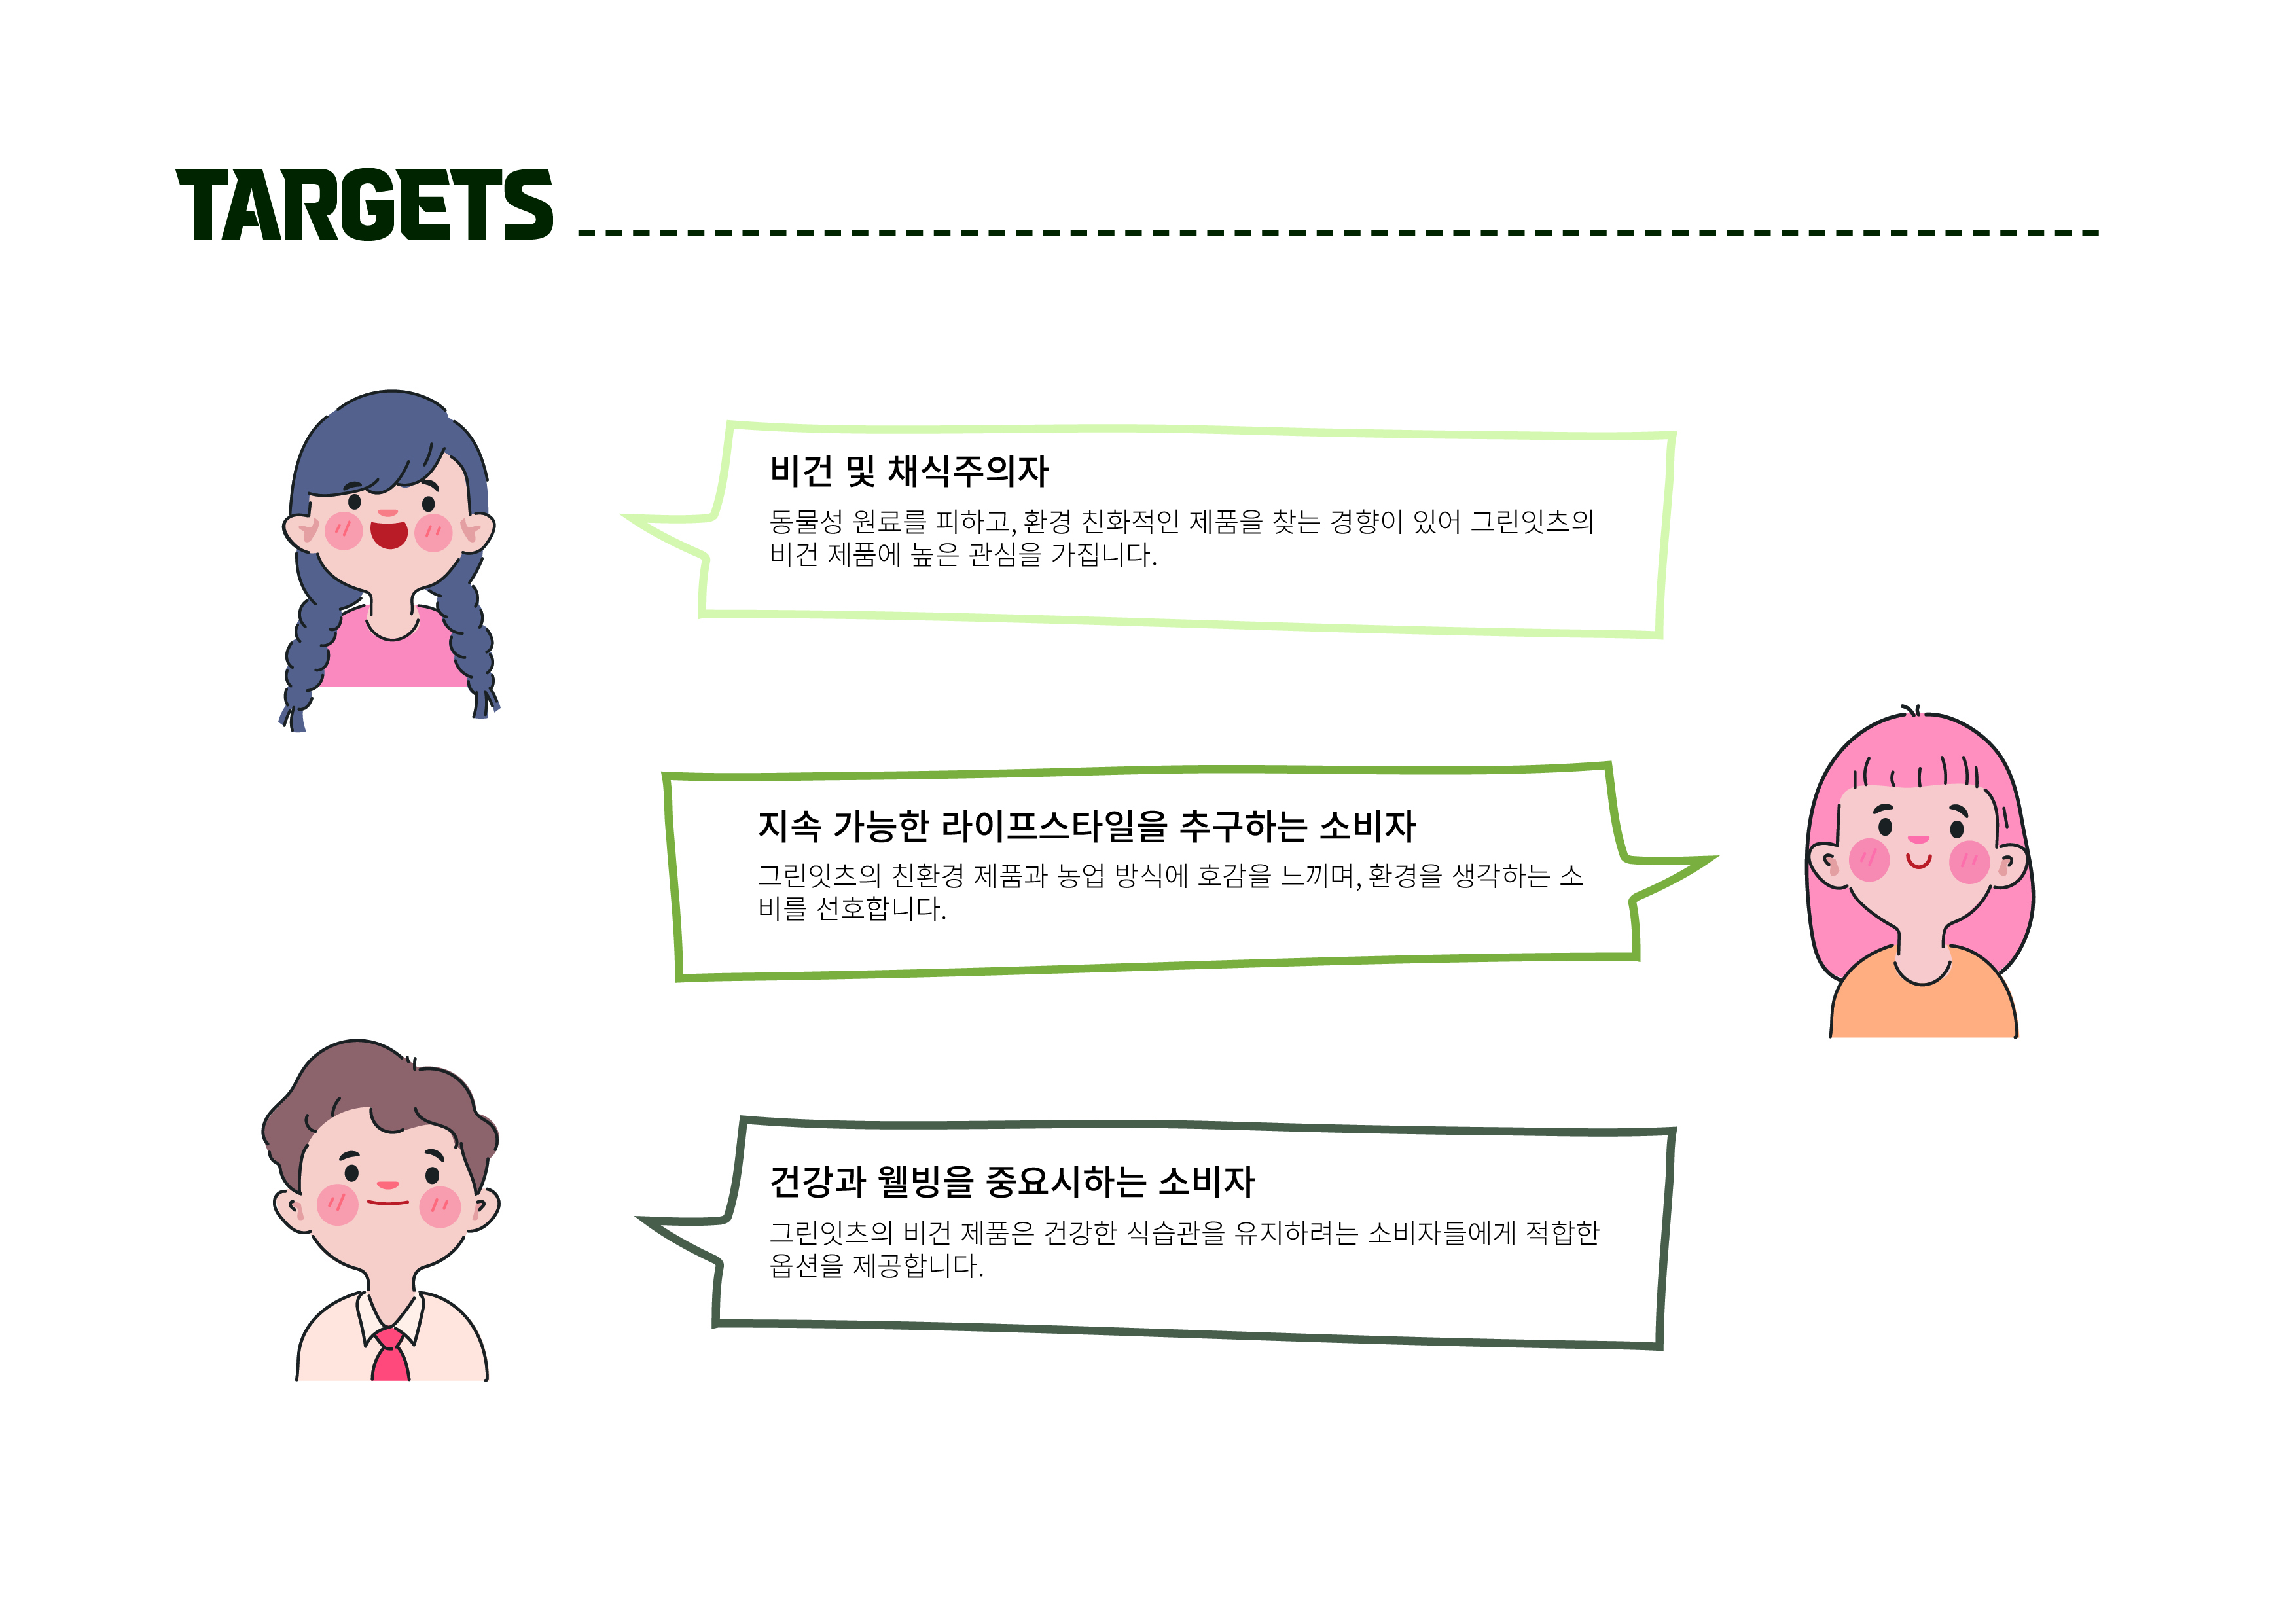 TARGETS
비건 및 채식주의자
동물성 원료를 피하고, 환경 친화적인 제품을 찾는 경향이 있어 그린잇츠의
비건 제품에 높은 관심을 가집니다.
지속 가능한 라이프스타일을 추구하는 소비자
그린잇츠의 친환경 제품과 농업 방식에 호감을 느끼며, 환경을 생각하는 소
비를 선호합니다.
건강과 웰빙을 중요시하는 소비자
그린잇츠의 비건 제품은 건강한 식습관을 유지하려는 소비자들에게 적합한
옵션을 제공합니다.